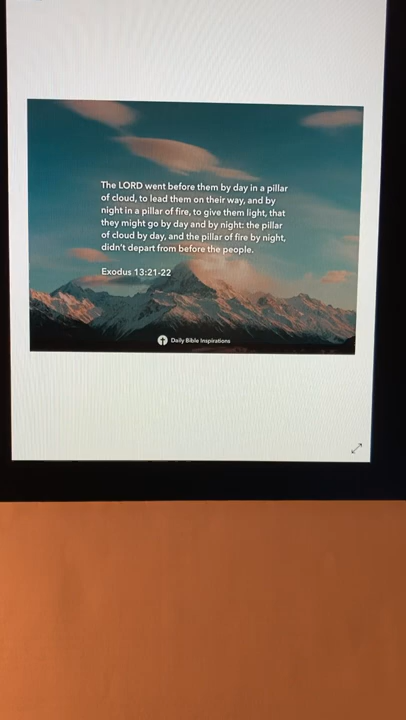 The LORD went before them by day in a pillar
of cloud, to lead them on their way, and by
night in a pillar of fire, to give them light, that
they might go by day and by night: the pillar
of cloud by day, and the pillar of fire by night,
didn't depart from before the people.
Exodus 13:21-22
Daily Bible Inspirations